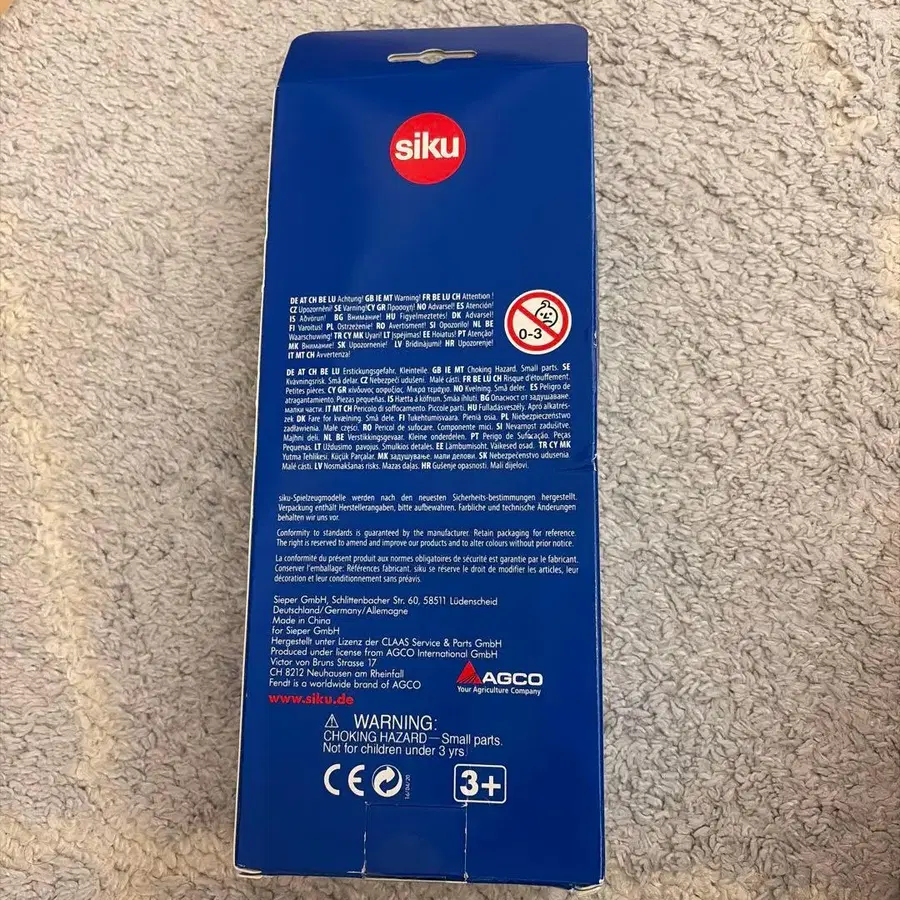 siku
DE AT CH BE LU Achtung! GB IE MT Warning! FR BE LU CH Attention !
CZ Upozornění! SE Varning! CY GR Προσοχή! NO Advarsel! ES Atención!
IS Aðvörun! BG Внимание! HU Figyelmeztetes! DK Advarsel!
FI Varoitus! PL Ostrzeżenie! RO Avertisment! SI Opozorilo! NL BE
Waarschuwing! TR CY MK Uyari! LT Įspėjimas! EE Hoiatus! PT Atenção!
MK Внимание! SK Upozornenie! LV Brīdinājumi! HR Upozorenje!
IT MT CH Avvertenza!
0-3
DE AT CH BE LU Erstickungsgefahr. Kleinteile. GB IE MT Choking Hazard. Small parts. SE
Kvävningsrisk. Små delar. CZ Nebezpečí udušení. Malé části. FR BE LU CH Risque d'étouffement.
Petites pièces. CY GR κίνδυνος ασφυξίας. Μικρά τεμάχιο. NO Kvelning. Små deler. ES Peligro de
atragantamiento. Piezas pequeñas. IS Hætta á köfnun. Smáa íhluti. BG Опасност от задушаване.
малки части. IT MT CH Pericolo di soffocamento. Piccole parti. HU Fulladásveszély. Apró alkatrés-
zek DK Fare for kvælning. Små dele. FI Tukehtumisvaara. Pieniä osia. PL Niebezpieczeństwo
zadławienia. Małe części. RO Pericol de sufocare. Componente mici. SI Nevarnost zadušitve.
Majhni deli. NL BE Verstikkingsgevaar. Kleine onderdelen. PT Perigo de Sufocação. Peças
Pequenas. LT Uždusimo pavojus. Smulkios detalės. EE Lämbumisoht. Vaikesed osad. TR CY MK
Yutma Tehlikesi. Küçük Parçalar. MK задушување. мали делови. SK Nebezpečenstvo udusenia.
Malé části. LV Nosmakšanas risks. Mazas daļas. HR Gušenje opasnosti. Mali dijelovi.
siku-Spielzeugmodelle werden nach den neuesten Sicherheits-bestimmungen hergestellt.
Verpackung enthält Herstellerangaben, bitte aufbewahren. Farbliche und technische Änderungen
behalten wir uns vor.
Conformity to standards is guaranteed by the manufacturer. Retain packaging for reference.
The right is reserved to amend and improve our products and to alter colours without prior notice.
La conformité du présent produit aux normes obligatoires de sécurité est garantie par le fabricant.
Conserver l'emballage: Références fabricant. siku se réserve le droit de modifier les articles, leur
décoration et leur conditionnement sans préavis.
Sieper GmbH, Schlittenbacher Str. 60, 58511 Lüdenscheid
Deutschland/Germany/Allemagne
Made in China
for Sieper GmbH
Hergestellt unter Lizenz der CLAAS Service & Parts GmbH
Produced under license from AGCO International GmbH
Victor von Bruns Strasse 17
CH 8212 Neuhausen am Rheinfall
Fendt is a worldwide brand of AGCO
AGCO
Your Agriculture Company
www.siku.de
WARNING:
CHOKING HAZARD—Small parts.
Not for children under 3 yrs.
CE
16/04/20
3+